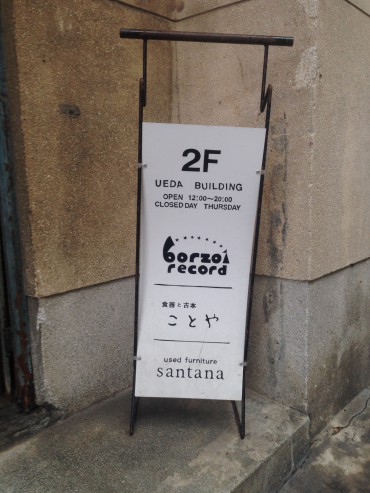 2F
UEDA BUILDING
OPEN 12:00〜20:00
CLOSED DAY THURSDAY
borzoi
record
食器と古本
ことや
used furniture
santana